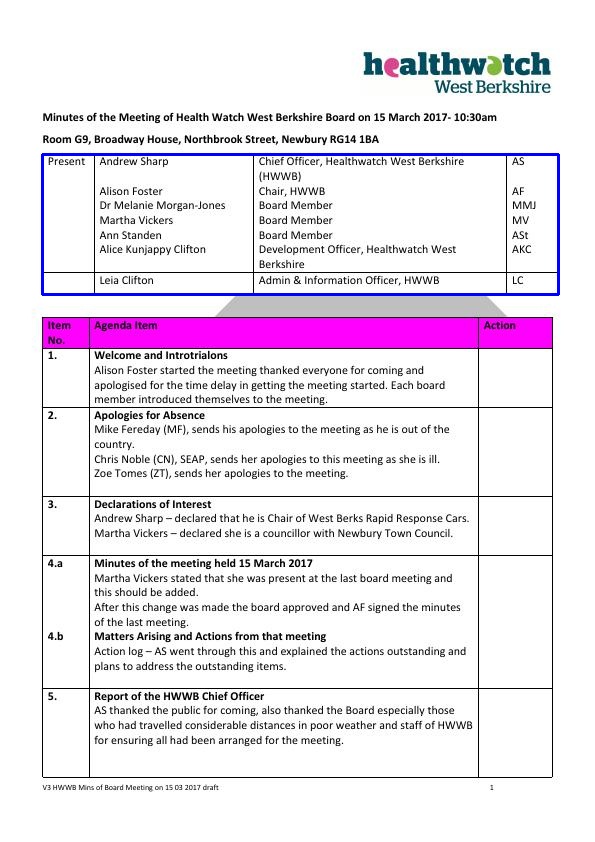 healthwatch
West Berkshire
Minutes of the Meeting of Health Watch West Berkshire Board on 15 March 2017- 10:30am
Room G9, Broadway House, Northbrook Street, Newbury RG14 1BA
Present Andrew Sharp Chief Officer, Healthwatch West Berkshire AS
(HWWB)
Alison Foster Chair, HWWB AF
Dr Melanie Morgan-Jones Board Member MMJ
Martha Vickers Board Member MV
Ann Standen Board Member ASt
Alice Kunjappy Clifton Development Officer, Healthwatch West AKC
Berkshire
Leia Clifton Admin & Information Officer, HWWB LC
Item Agenda Item Action
No.
1. Welcome and Introtrialons
Alison Foster started the meeting thanked everyone for coming and
apologised for the time delay in getting the meeting started. Each board
member introduced themselves to the meeting.
2. Apologies for Absence
Mike Fereday (MF), sends his apologies to the meeting as he is out of the
country.
Chris Noble (CN), SEAP, sends her apologies to this meeting as she is ill.
Zoe Tomes (ZT), sends her apologies to the meeting.
3. Declarations of Interest
Andrew Sharp – declared that he is Chair of West Berks Rapid Response Cars.
Martha Vickers – declared she is a councillor with Newbury Town Council.
4.a Minutes of the meeting held 15 March 2017
Martha Vickers stated that she was present at the last board meeting and
this should be added.
After this change was made the board approved and AF signed the minutes
of the last meeting.
4.b Matters Arising and Actions from that meeting
Action log – AS went through this and explained the actions outstanding and
plans to address the outstanding items.
5. Report of the HWWB Chief Officer
AS thanked the public for coming, also thanked the Board especially those
who had travelled considerable distances in poor weather and staff of HWWB
for ensuring all had been arranged for the meeting.
V3 HWWB Mins of Board Meeting on 15 03 2017 draft 1